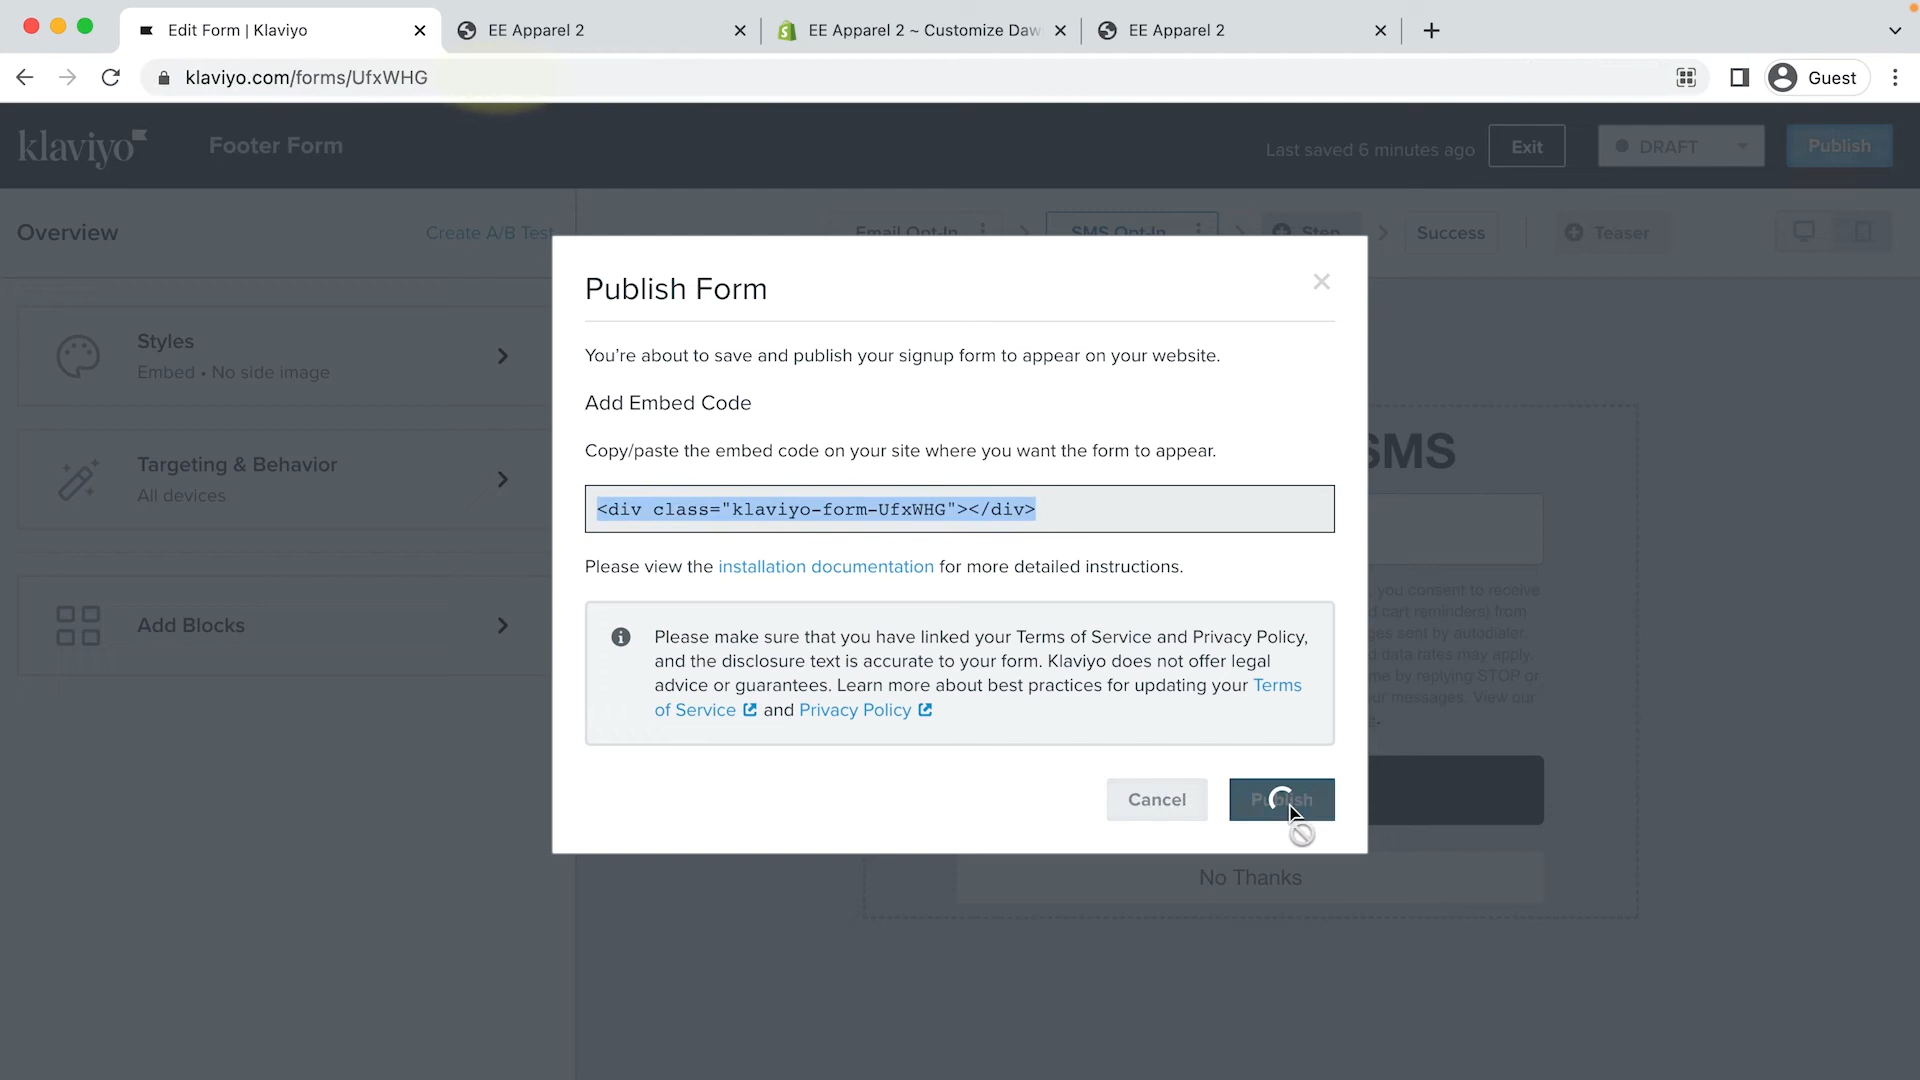 Edit Form | Klaviyo
EE Apparel 2
EE Apparel 2 ~ Customize Daw
EE Apparel 2
klaviyo.com/forms/UfxWHG
Guest
klaviyo
Footer Form
Last saved 6 minutes ago
Exit
DRAFT
Publish
Overview
Create A/B Test
Email Opt-In
SMS Opt-In
Step
Success
Teaser
Styles
Embed • No side image
Targeting & Behavior
All devices
Add Blocks
Publish Form
You're about to save and publish your signup form to appear on your website.
Add Embed Code
Copy/paste the embed code on your site where you want the form to appear.
<div class="klaviyo-form-UfxWHG"></div>
Please view the installation documentation for more detailed instructions.
Please make sure that you have linked your Terms of Service and Privacy Policy,
and the disclosure text is accurate to your form. Klaviyo does not offer legal
advice or guarantees. Learn more about best practices for updating your Terms
of Service and Privacy Policy
Cancel
Publish
SMS
you consent to receive
cart reminders) from
sent by autodialer
data rates may apply.
me by replying STOP or
messages. View our
No Thanks